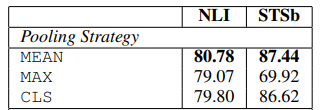 NLI STSb
Pooling Strategy
MEAN 80.78 87.44
MAX 79.07 69.92
CLS 79.80 86.62